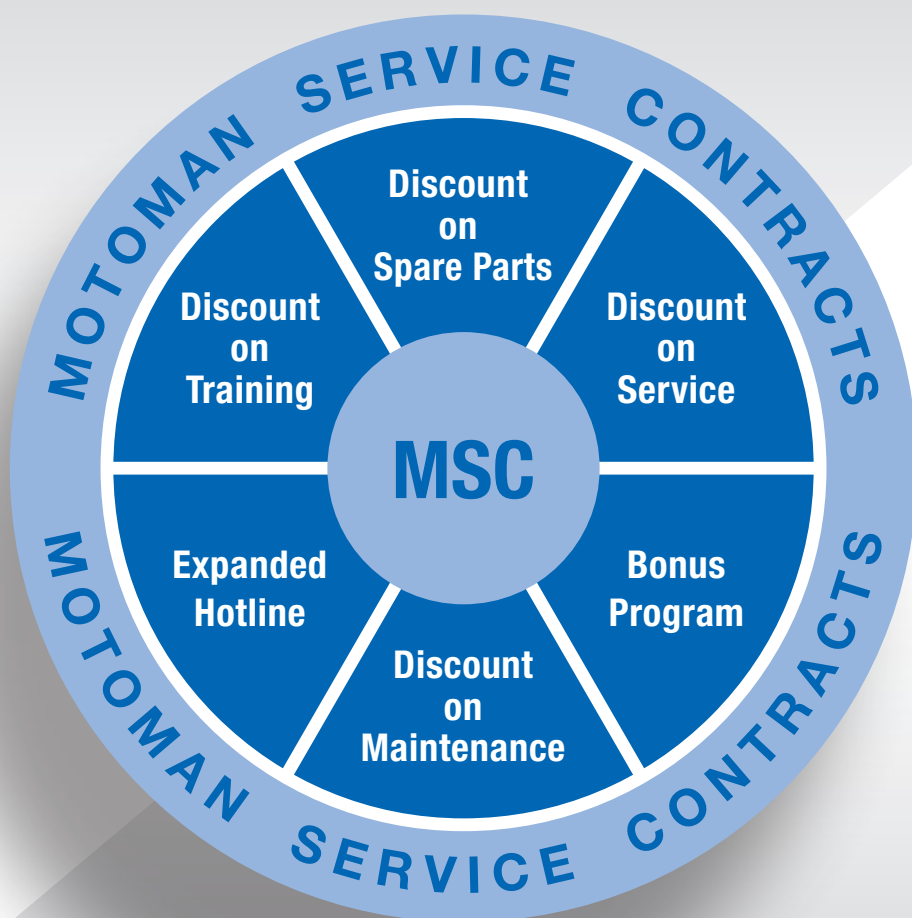 MOTOMAN SERVICE CONTRACTS
Discount
on
Spare Parts
Discount
on
Training
Discount
on
Service
MSC
Expanded
Hotline
Bonus
Program
Discount
on
Maintenance
MOTOMAN SERVICE CONTRACTS